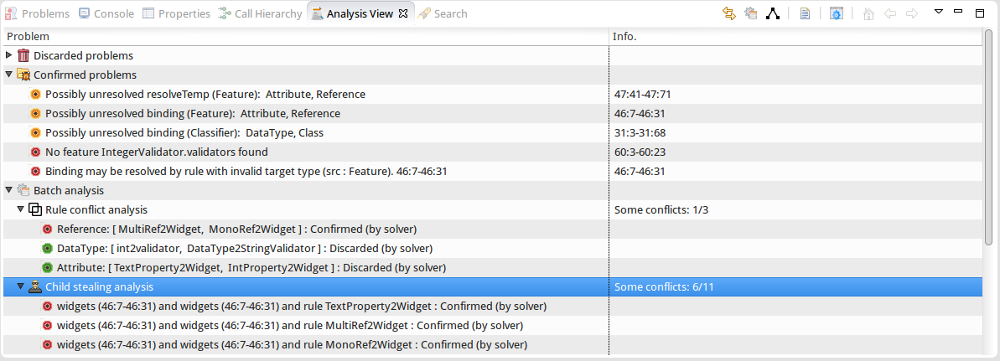 Problems Console Properties Call Hierarchy Analysis View Search
Problem Info.
Discarded problems
Confirmed problems
Possibly unresolved resolveTemp (Feature): Attribute, Reference 47:41-47:71
Possibly unresolved binding (Feature): Attribute, Reference 46:7-46:31
Possibly unresolved binding (Classifier): DataType, Class 31:3-31:68
No feature IntegerValidator.validators found 60:3-60:23
Binding may be resolved by rule with invalid target type (src : Feature). 46:7-46:31 46:7-46:31
Batch analysis
Rule conflict analysis Some conflicts: 1/3
Reference: [ MultiRef2Widget, MonoRef2Widget ] : Confirmed (by solver)
DataType: [ int2validator, DataType2StringValidator ] : Discarded (by solver)
Attribute: [ TextProperty2Widget, IntProperty2Widget ] : Discarded (by solver)
Child stealing analysis Some conflicts: 6/11
widgets (46:7-46:31) and widgets (46:7-46:31) and rule TextProperty2Widget : Confirmed (by solver)
widgets (46:7-46:31) and widgets (46:7-46:31) and rule MultiRef2Widget : Confirmed (by solver)
widgets (46:7-46:31) and widgets (46:7-46:31) and rule MonoRef2Widget : Confirmed (by solver)